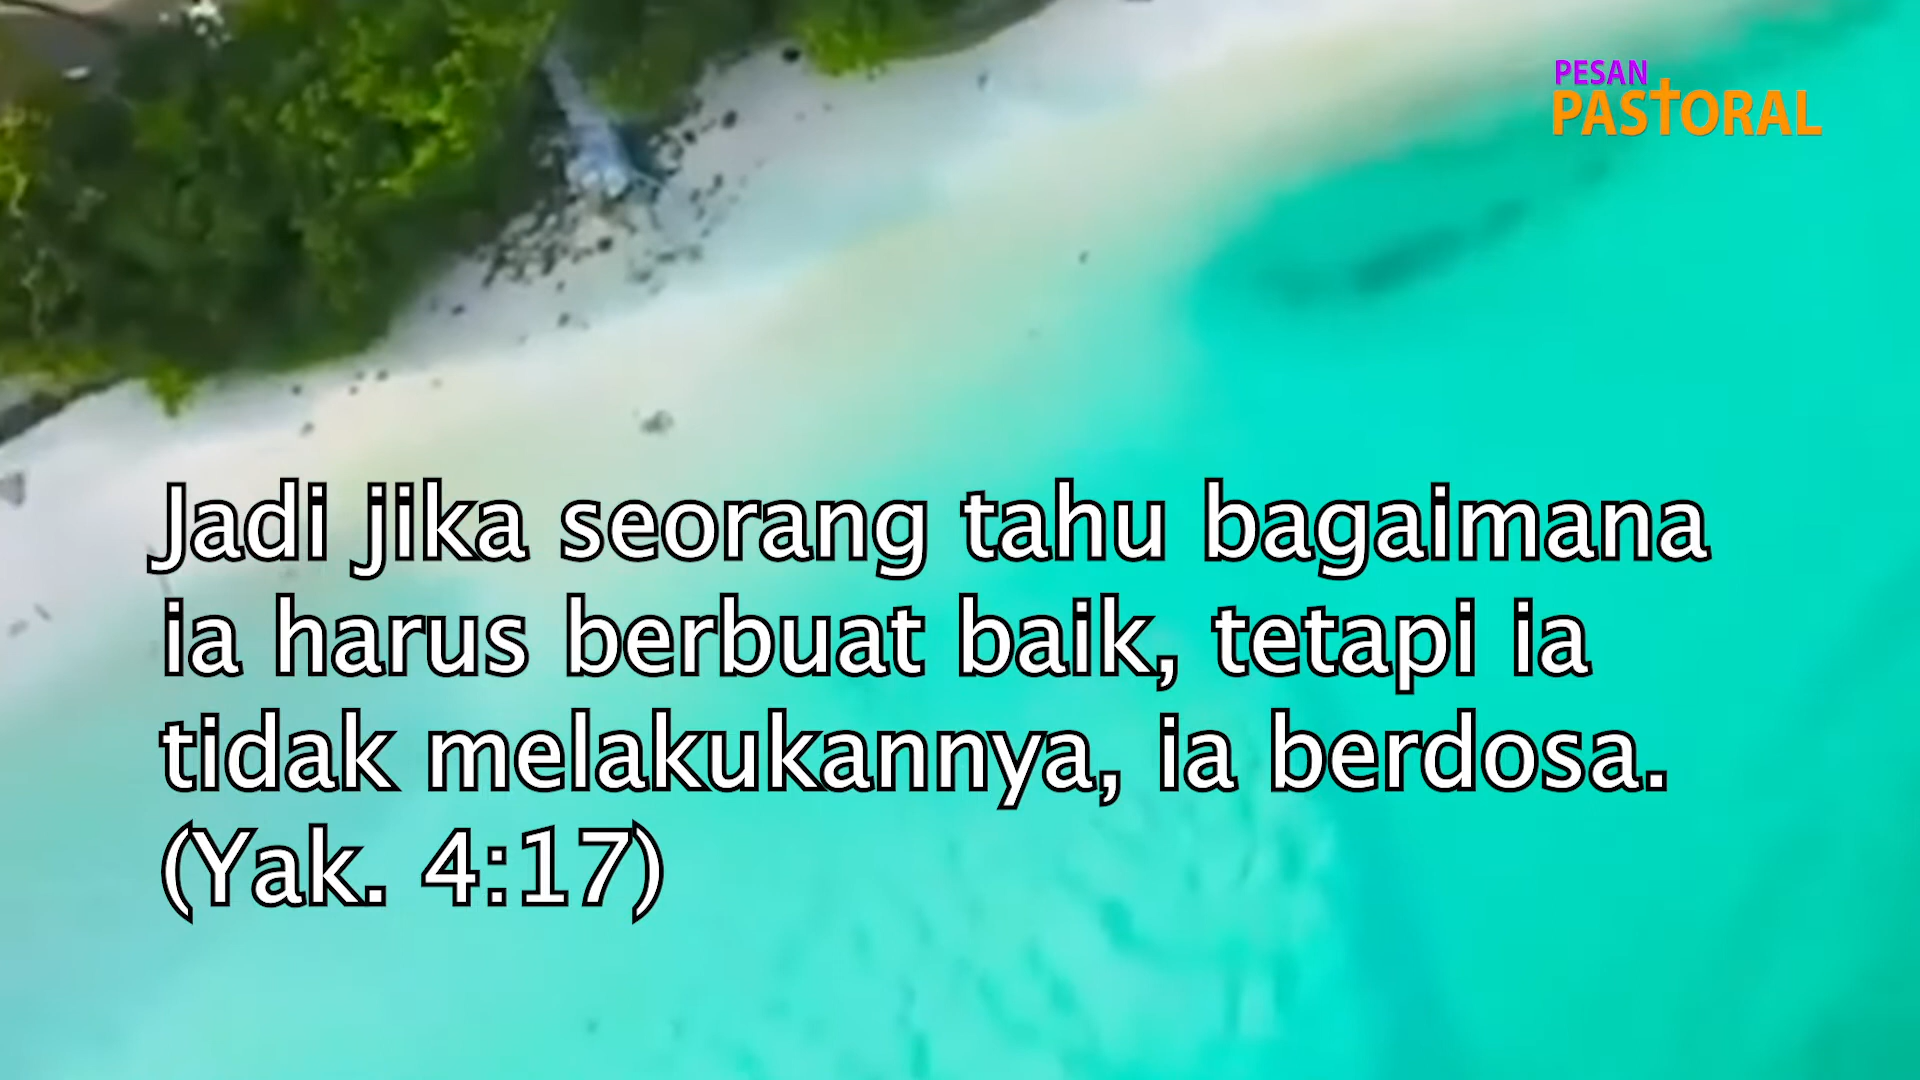 PESAN
PASTORAL
Jadi jika seorang tahu bagaimana
ia harus berbuat baik, tetapi ia
tidak melakukannya, ia berdosa.
(Yak. 4:17)